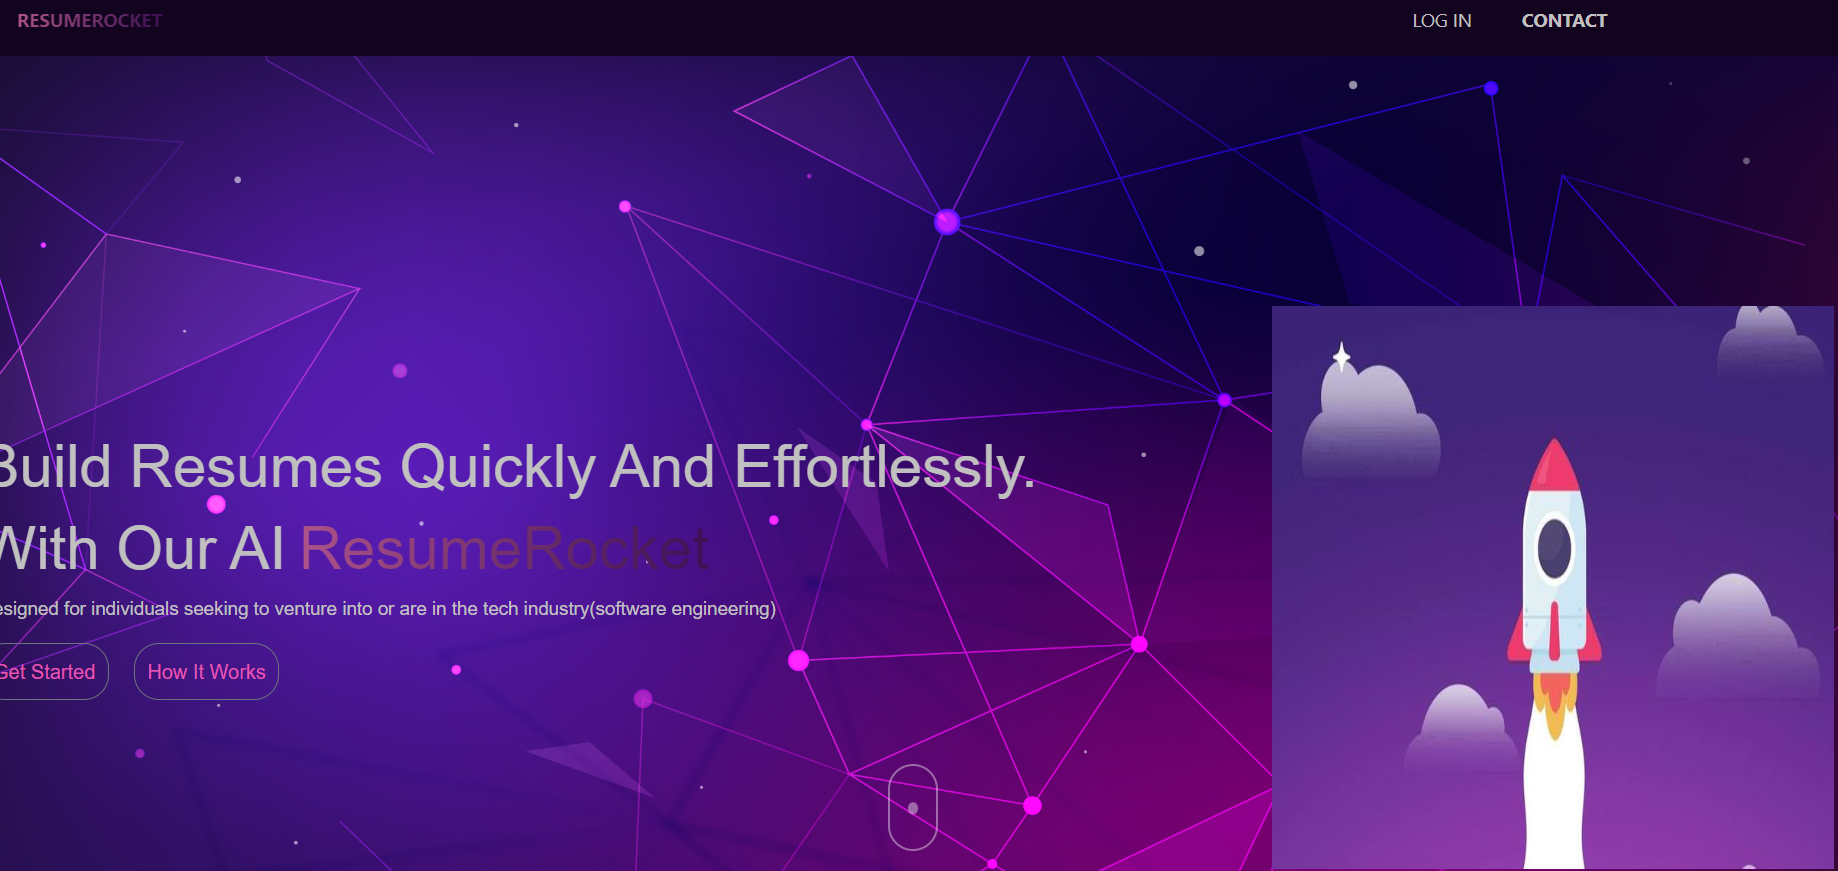 RESUMEROCKET
LOG IN CONTACT
Build Resumes Quickly And Effortlessly.
With Our AI ResumeRocket
esigned for individuals seeking to venture into or are in the tech industry(software engineering)
Get Started How It Works